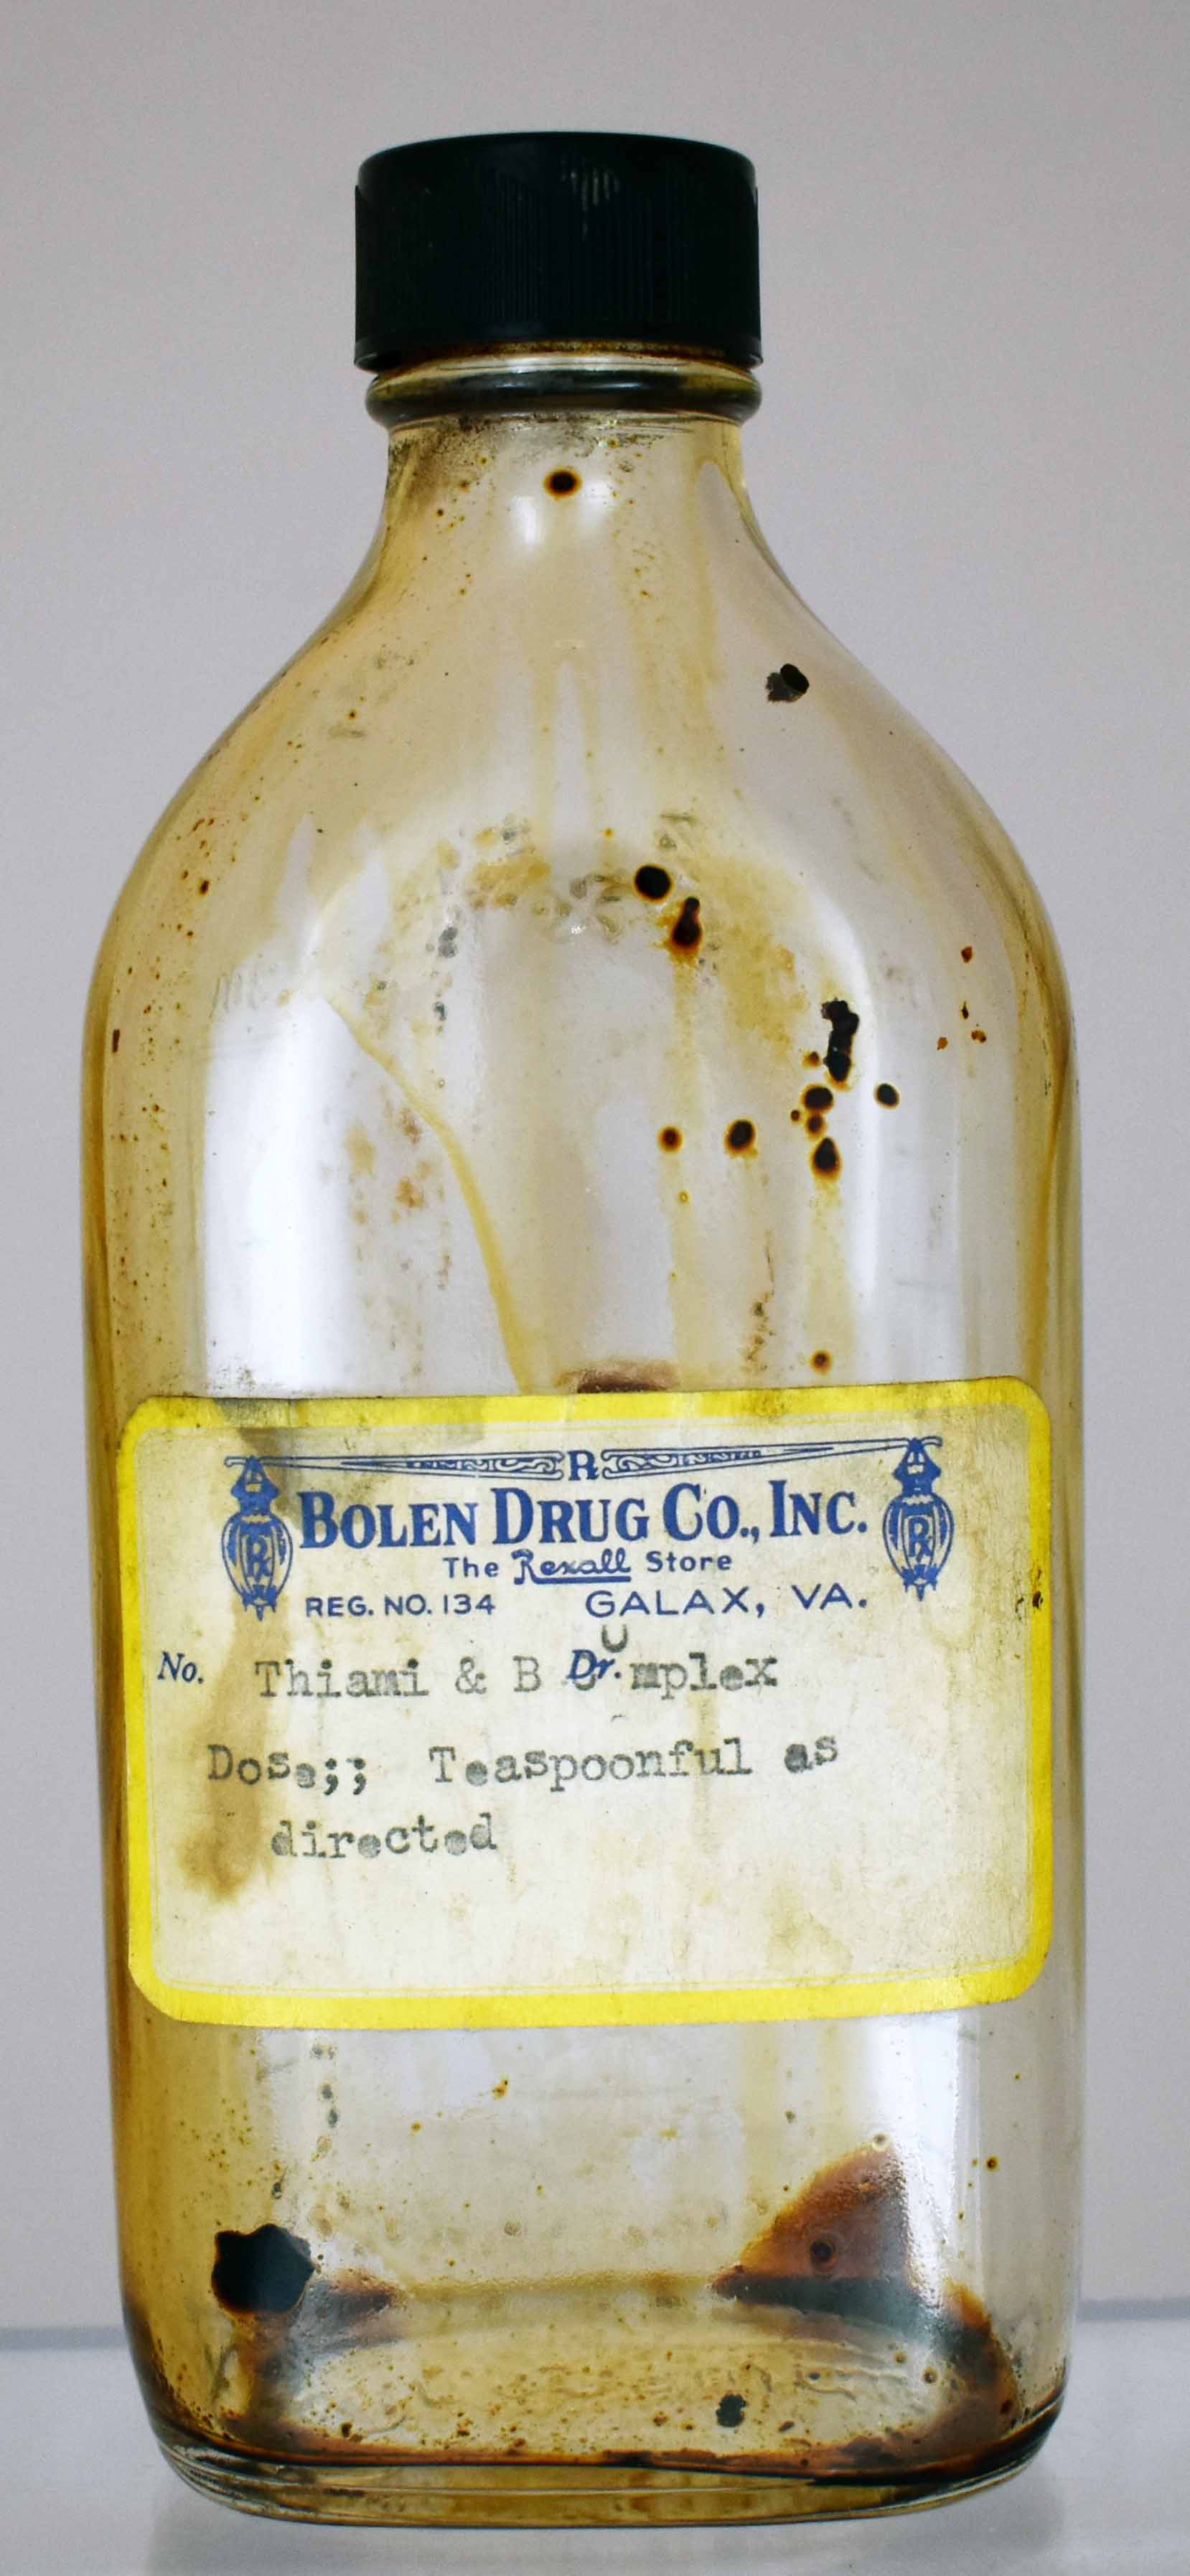 ℞
BOLEN DRUG CO., INC.
The Rexall Store
REG. NO. 134 GALAX, VA.
No. Thiami & B Dr. Complex
Dose;; Teaspoonful as
directed